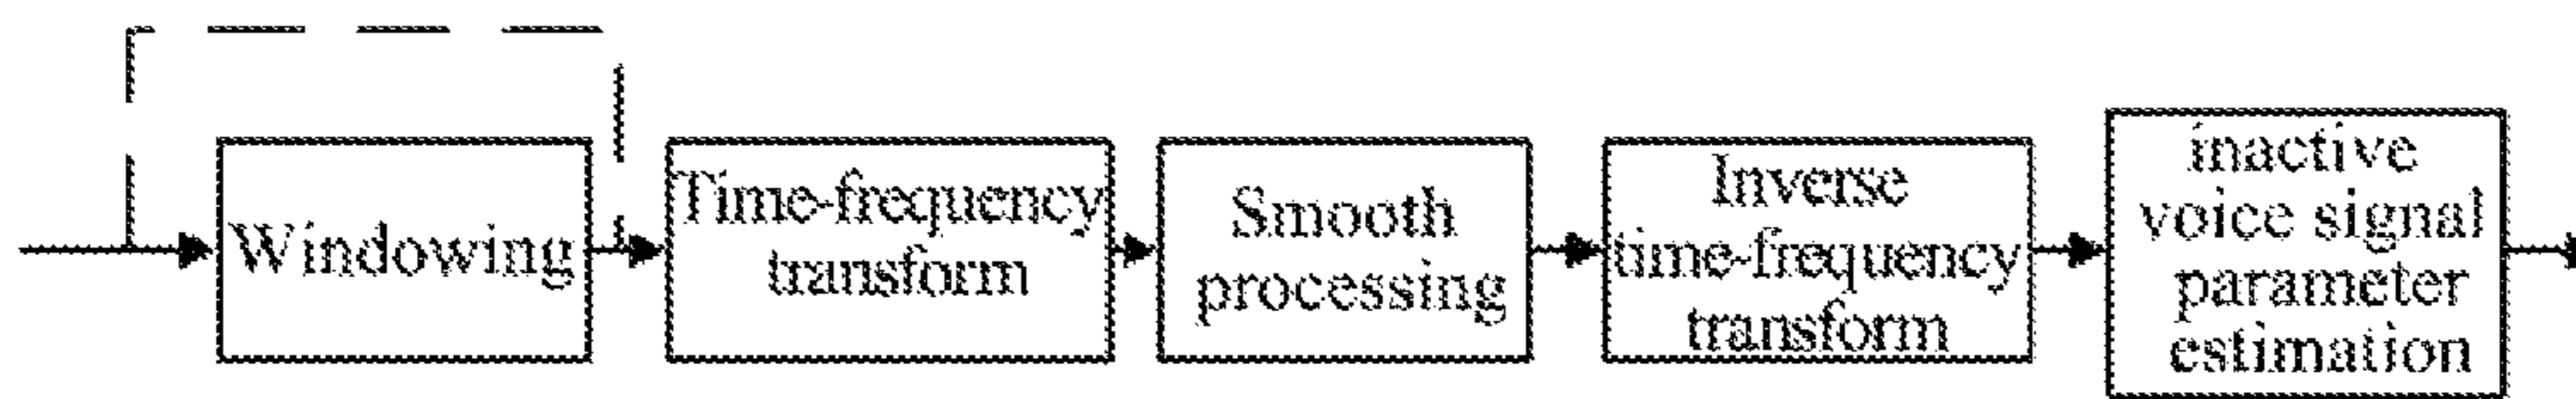 Windowing
Time-frequency
transform
Smooth
processing
Inverse
time-frequency
transform
inactive
voice signal
parameter
estimation